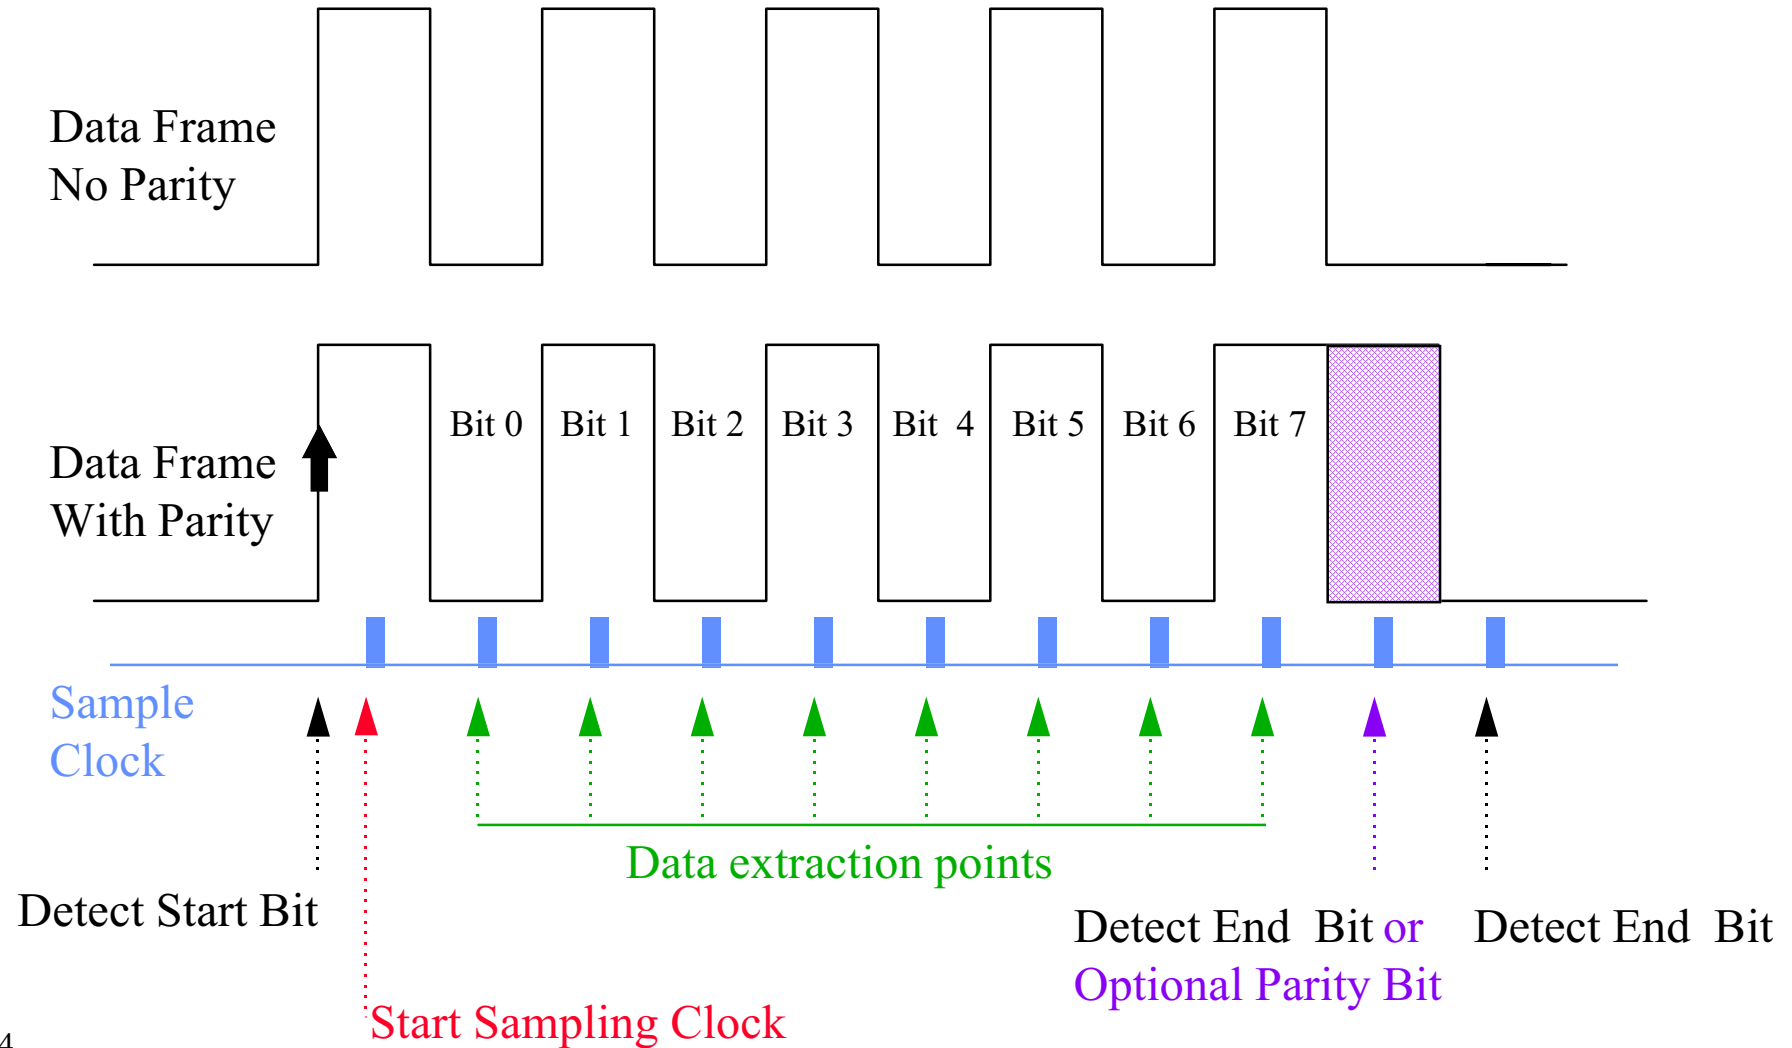 Data Frame
No Parity
Bit 0 Bit 1 Bit 2 Bit 3 Bit 4 Bit 5 Bit 6 Bit 7
Data Frame
With Parity
Sample
Clock
Data extraction points
Detect Start Bit
Detect End Bit or
Optional Parity Bit
Detect End Bit
Start Sampling Clock
4